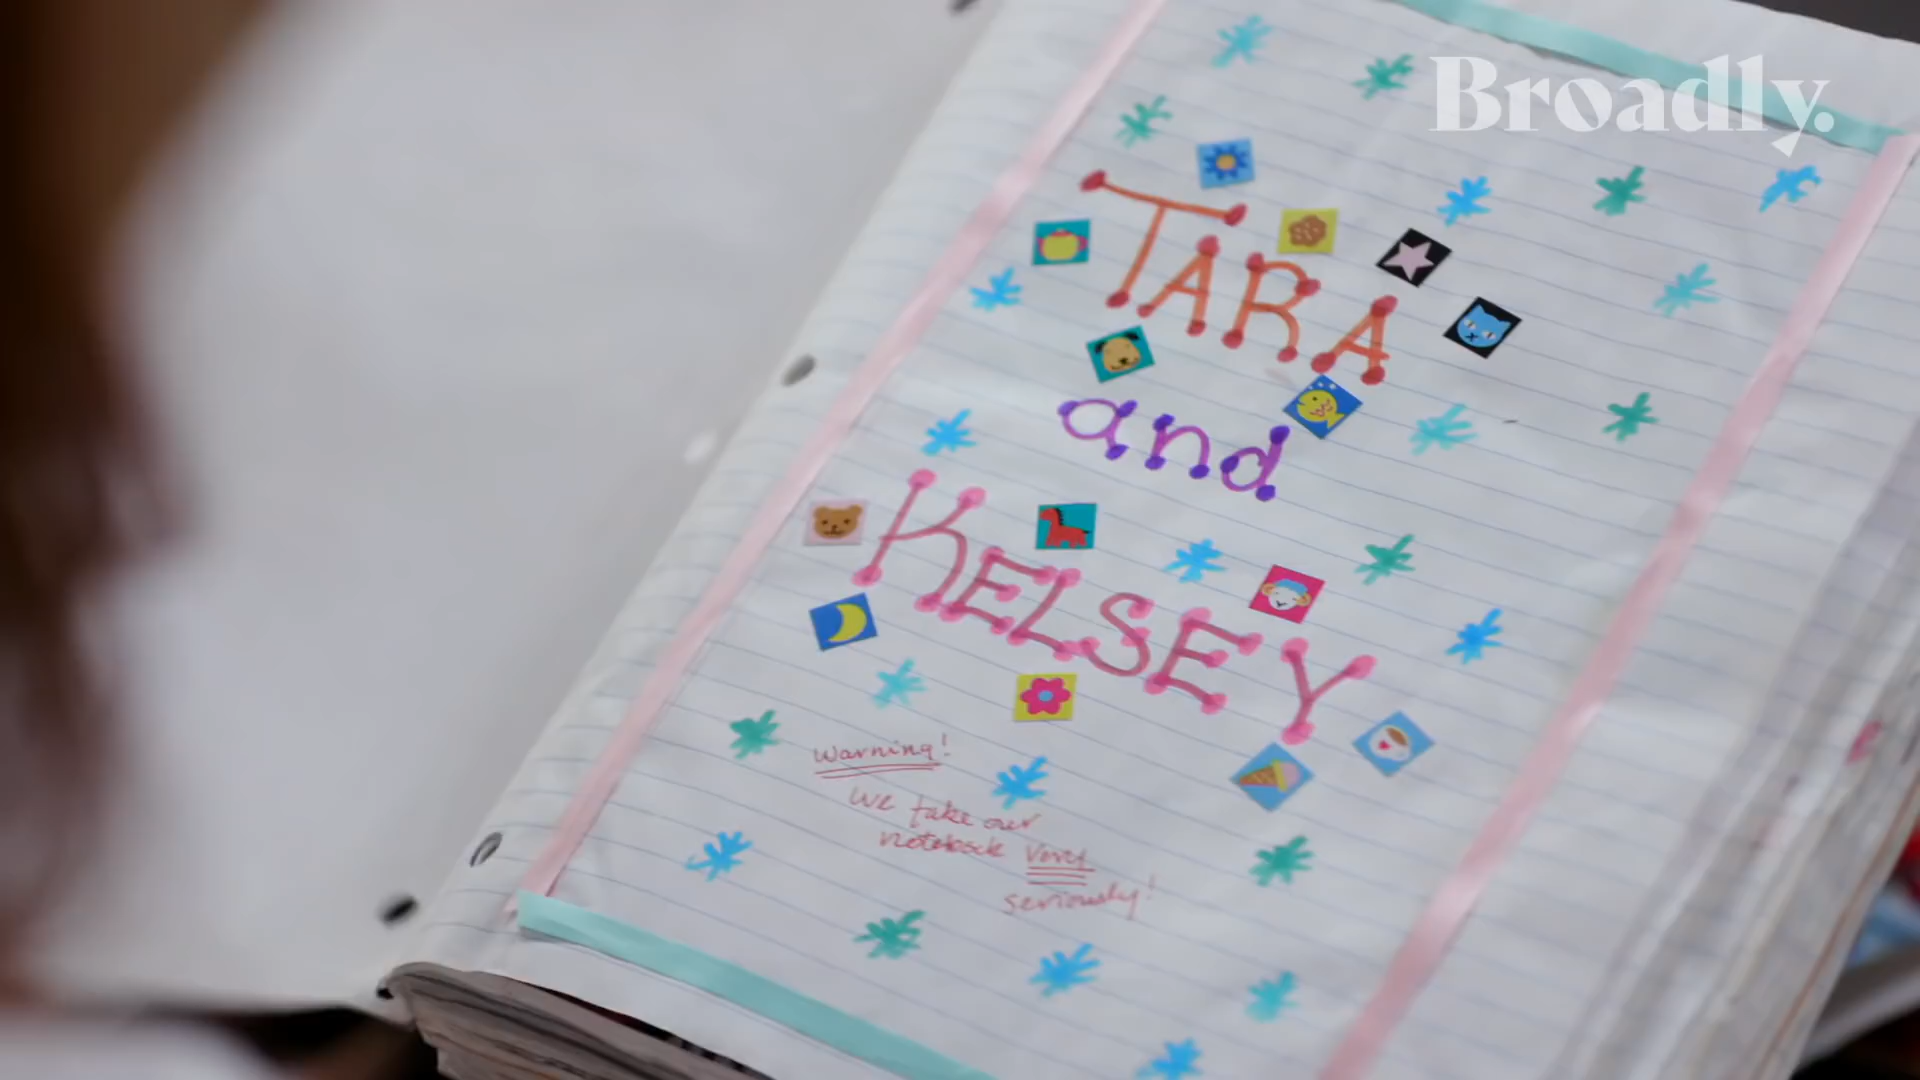 Broadly.
TARA
and
KELSEY
Warning!
We take our
notebook very
seriously!